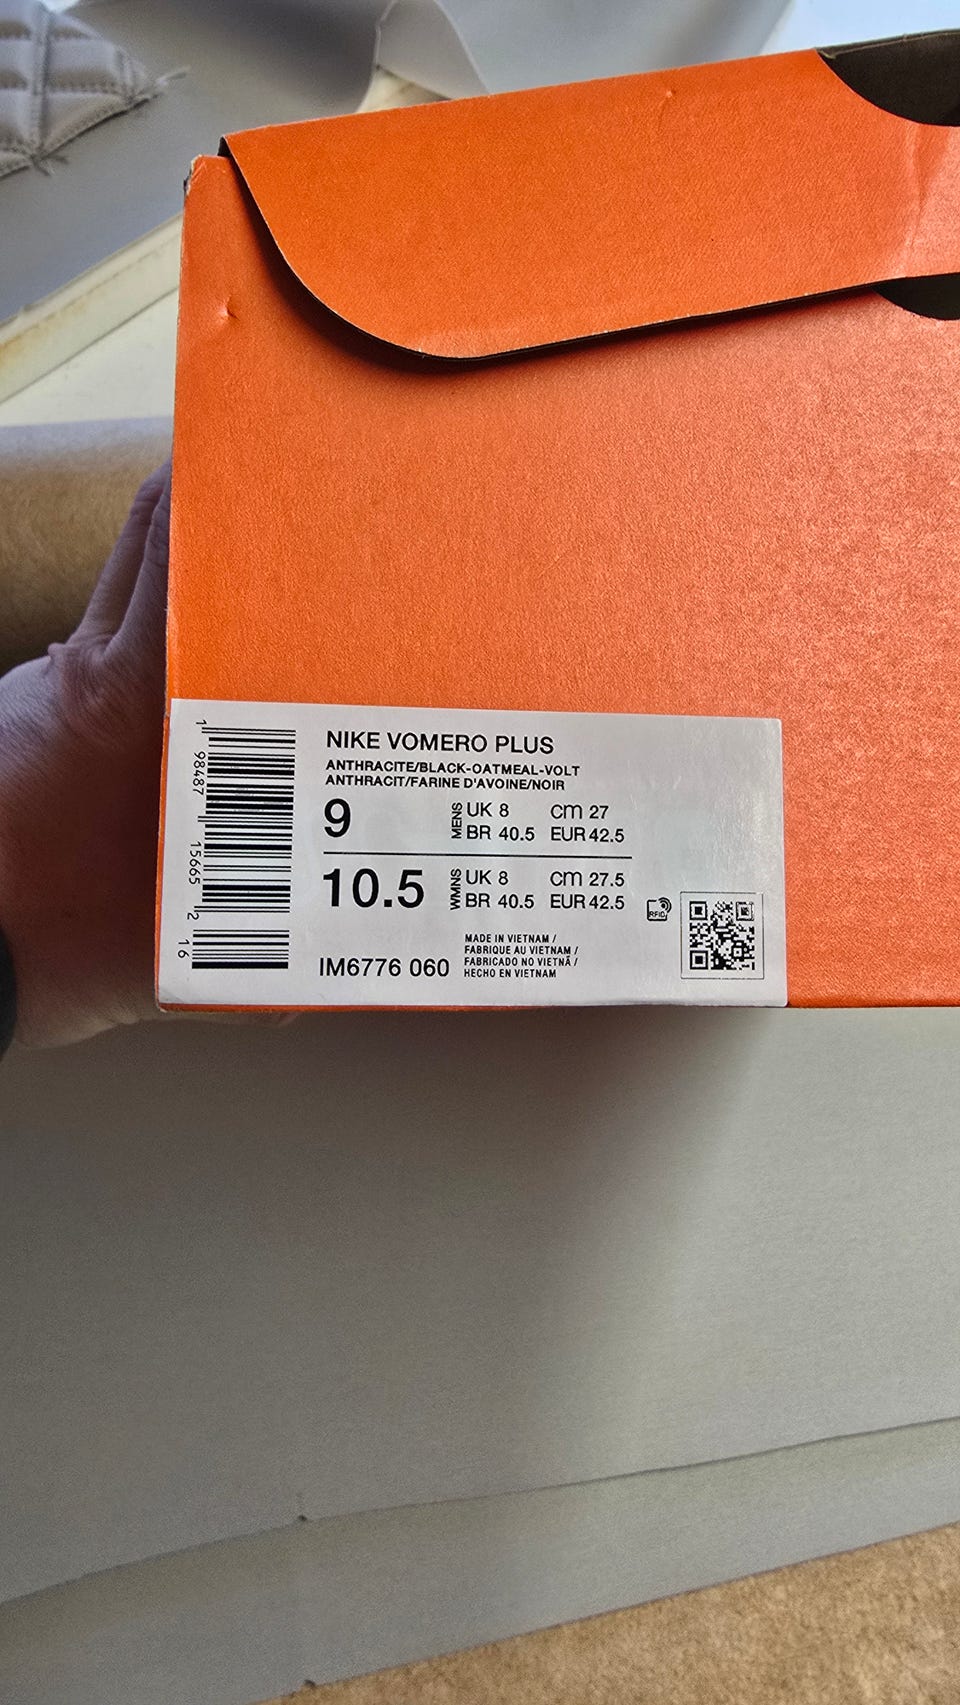 NIKE VOMERO PLUS
ANTHRACITE/BLACK-OATMEAL-VOLT
ANTHRACIT/FARINE D'AVOINE/NOIR
9 MENS UK 8 CM 27
BR 40.5 EUR 42.5
10.5 WMNS UK 8 CM 27.5
BR 40.5 EUR 42.5
RFID
MADE IN VIETNAM /
FABRIQUE AU VIETNAM /
FABRICADO NO VIETNÃ /
HECHO EN VIETNAM
IM6776 060
1 98487 15665 2 16